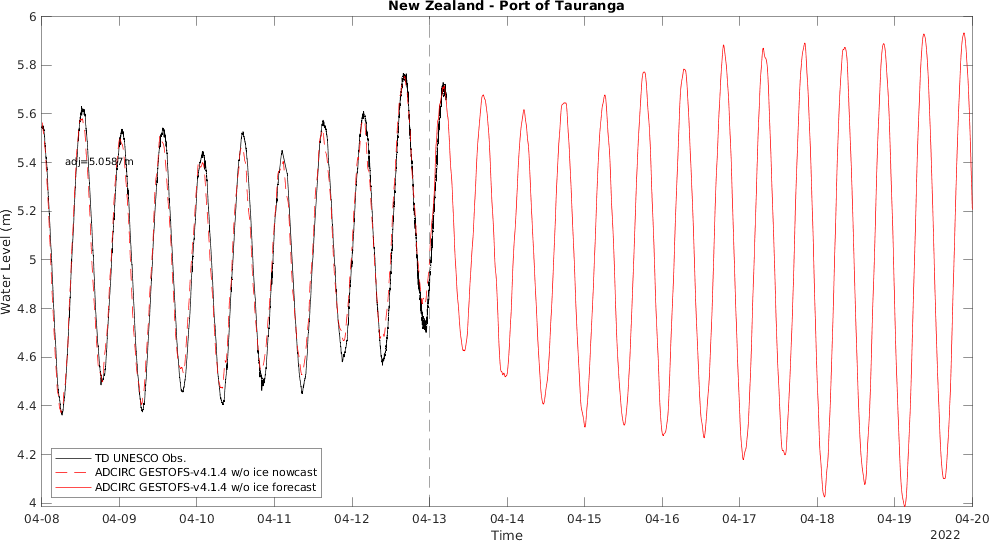 New Zealand - Port of Tauranga
6
5.8
5.6
5.4
5.2
5
4.8
4.6
4.4
4.2
4
Water Level (m)
adj=5.0587m
TD UNESCO Obs.
ADCIRC GESTOFS-v4.1.4 w/o ice nowcast
ADCIRC GESTOFS-v4.1.4 w/o ice forecast
04-08 04-09 04-10 04-11 04-12 04-13 04-14 04-15 04-16 04-17 04-18 04-19 04-20
Time
2022